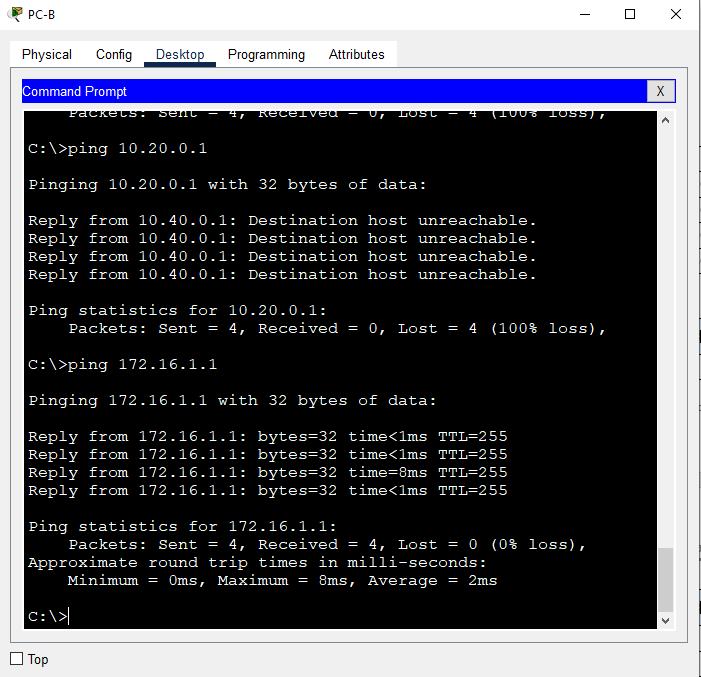 PC-B
Physical Config Desktop Programming Attributes
Command Prompt X
Packets: Sent = 4, Received = 0, Lost = 4 (100% loss),
C:\>ping 10.20.0.1
Pinging 10.20.0.1 with 32 bytes of data:
Reply from 10.40.0.1: Destination host unreachable.
Reply from 10.40.0.1: Destination host unreachable.
Reply from 10.40.0.1: Destination host unreachable.
Reply from 10.40.0.1: Destination host unreachable.
Ping statistics for 10.20.0.1:
Packets: Sent = 4, Received = 0, Lost = 4 (100% loss),
C:\>ping 172.16.1.1
Pinging 172.16.1.1 with 32 bytes of data:
Reply from 172.16.1.1: bytes=32 time<1ms TTL=255
Reply from 172.16.1.1: bytes=32 time<1ms TTL=255
Reply from 172.16.1.1: bytes=32 time=8ms TTL=255
Reply from 172.16.1.1: bytes=32 time<1ms TTL=255
Ping statistics for 172.16.1.1:
Packets: Sent = 4, Received = 4, Lost = 0 (0% loss),
Approximate round trip times in milli-seconds:
Minimum = 0ms, Maximum = 8ms, Average = 2ms
C:\>
Top